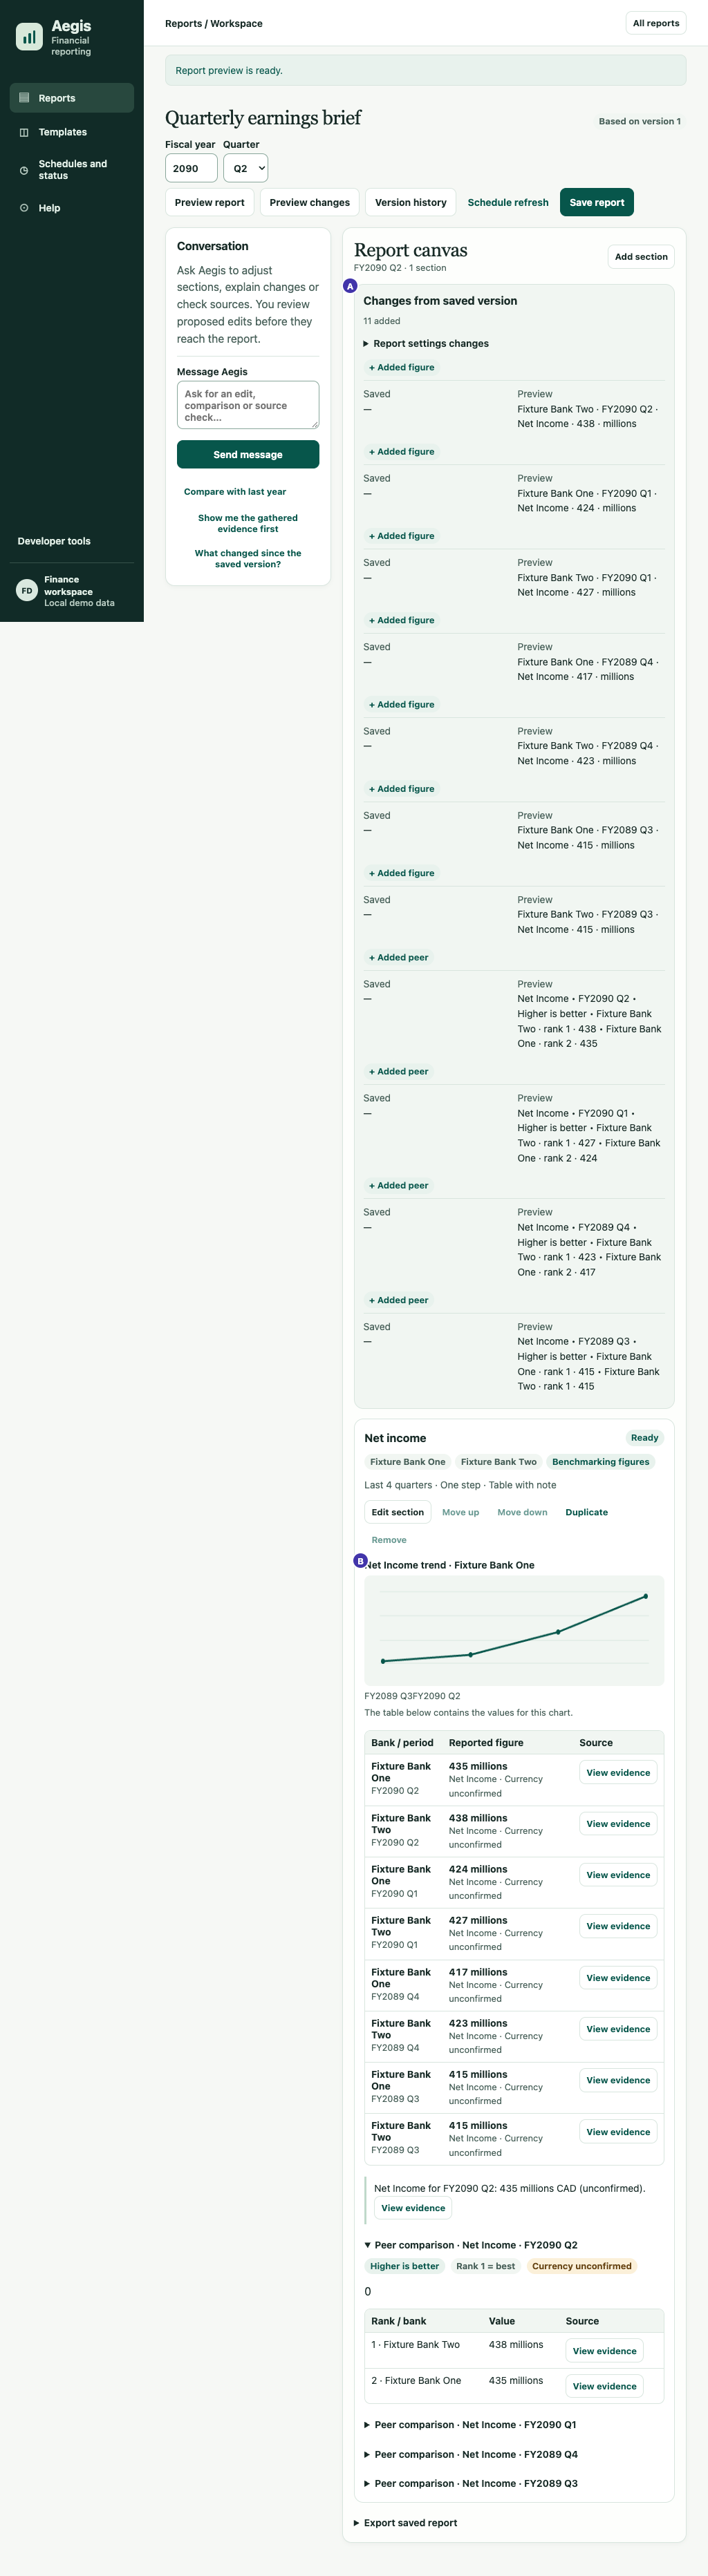 Aegis
Financial
reporting
Reports
Templates
Schedules and
status
Help
Developer tools
FD
Finance
workspace
Local demo data
Reports / Workspace
All reports
Report preview is ready.
Quarterly earnings brief
Based on version 1
Fiscal year Quarter
2090 Q2
Preview report Preview changes Version history Schedule refresh Save report
Conversation
Ask Aegis to adjust
sections, explain changes or
check sources. You review
proposed edits before they
reach the report.
Message Aegis
Ask for an edit,
comparison or source
check...
Send message
Compare with last year
Show me the gathered
evidence first
What changed since the
saved version?
Report canvas
FY2090 Q2 · 1 section
Add section
A
Changes from saved version
11 added
▶ Report settings changes
+ Added figure
Saved Preview
— Fixture Bank Two · FY2090 Q2 ·
Net Income · 438 · millions
+ Added figure
Saved Preview
— Fixture Bank One · FY2090 Q1 ·
Net Income · 424 · millions
+ Added figure
Saved Preview
— Fixture Bank Two · FY2090 Q1 ·
Net Income · 427 · millions
+ Added figure
Saved Preview
— Fixture Bank One · FY2089 Q4 ·
Net Income · 417 · millions
+ Added figure
Saved Preview
— Fixture Bank Two · FY2089 Q4 ·
Net Income · 423 · millions
+ Added figure
Saved Preview
— Fixture Bank One · FY2089 Q3 ·
Net Income · 415 · millions
+ Added figure
Saved Preview
— Fixture Bank Two · FY2089 Q3 ·
Net Income · 415 · millions
+ Added peer
Saved Preview
— Net Income • FY2090 Q2 •
Higher is better • Fixture Bank
Two · rank 1 · 438 • Fixture Bank
One · rank 2 · 435
+ Added peer
Saved Preview
— Net Income • FY2090 Q1 •
Higher is better • Fixture Bank
Two · rank 1 · 427 • Fixture Bank
One · rank 2 · 424
+ Added peer
Saved Preview
— Net Income • FY2089 Q4 •
Higher is better • Fixture Bank
Two · rank 1 · 423 • Fixture Bank
One · rank 2 · 417
+ Added peer
Saved Preview
— Net Income • FY2089 Q3 •
Higher is better • Fixture Bank
One · rank 1 · 415 • Fixture Bank
Two · rank 1 · 415
Net income
Ready
Fixture Bank One Fixture Bank Two Benchmarking figures
Last 4 quarters · One step · Table with note
Edit section Move up Move down Duplicate
Remove
B
Net Income trend · Fixture Bank One
FY2089 Q3FY2090 Q2
The table below contains the values for this chart.
Bank / period Reported figure Source
Fixture Bank
One
FY2090 Q2
435 millions
Net Income · Currency
unconfirmed
View evidence
Fixture Bank
Two
FY2090 Q2
438 millions
Net Income · Currency
unconfirmed
View evidence
Fixture Bank
One
FY2090 Q1
424 millions
Net Income · Currency
unconfirmed
View evidence
Fixture Bank
Two
FY2090 Q1
427 millions
Net Income · Currency
unconfirmed
View evidence
Fixture Bank
One
FY2089 Q4
417 millions
Net Income · Currency
unconfirmed
View evidence
Fixture Bank
Two
FY2089 Q4
423 millions
Net Income · Currency
unconfirmed
View evidence
Fixture Bank
One
FY2089 Q3
415 millions
Net Income · Currency
unconfirmed
View evidence
Fixture Bank
Two
FY2089 Q3
415 millions
Net Income · Currency
unconfirmed
View evidence
Net Income for FY2090 Q2: 435 millions CAD (unconfirmed).
View evidence
▼ Peer comparison · Net Income · FY2090 Q2
Higher is better Rank 1 = best Currency unconfirmed
0
Rank / bank Value Source
1 · Fixture Bank Two 438 millions View evidence
2 · Fixture Bank One 435 millions View evidence
▶ Peer comparison · Net Income · FY2090 Q1
▶ Peer comparison · Net Income · FY2089 Q4
▶ Peer comparison · Net Income · FY2089 Q3
▶ Export saved report